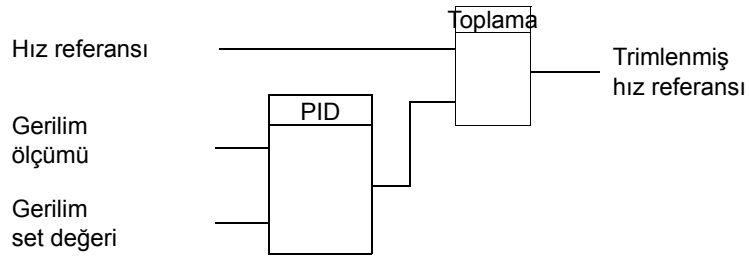 Toplama
Hız referansı
Trimlenmiş
hız referansı
PID
Gerilim
ölçümü
Gerilim
set değeri